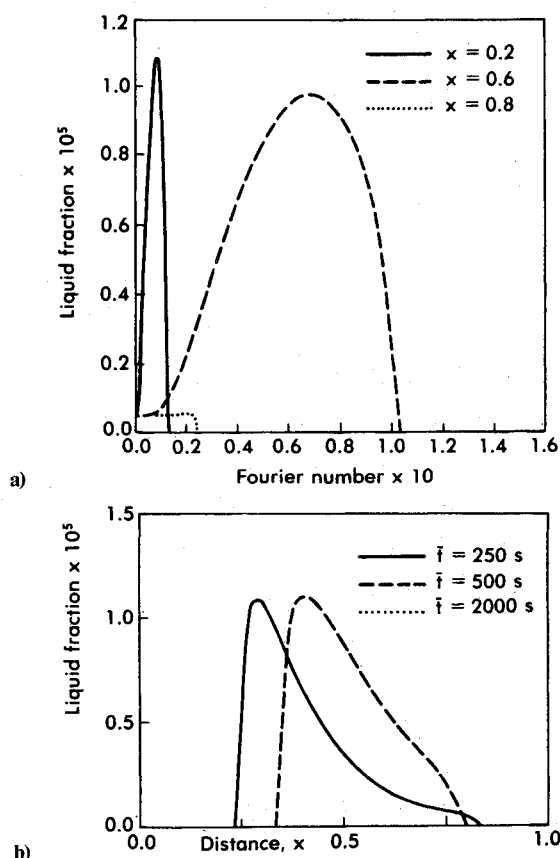 1.2
1.0
0.8
0.6
0.4
0.2
0.0
Liquid fraction x 10⁵
x = 0.2
x = 0.6
x = 0.8
0.0 0.2 0.4 0.6 0.8 1.0 1.2 1.4 1.6
Fourier number x 10
a)
1.5
1.0
0.5
0.0
Liquid fraction x 10⁵
t̄ = 250 s
t̄ = 500 s
t̄ = 2000 s
0.0 0.5 1.0
Distance, x
b)